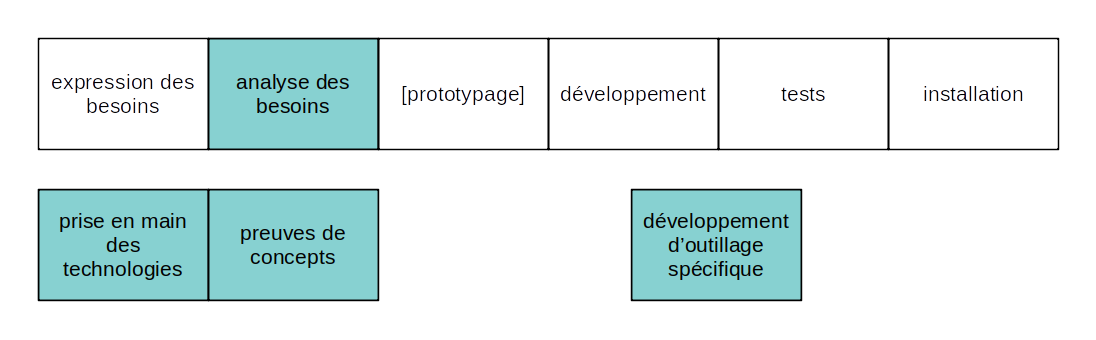 expression des
besoins
analyse des
besoins
[prototypage]
développement
tests
installation
prise en main
des
technologies
preuves de
concepts
développement
d’outillage
spécifique